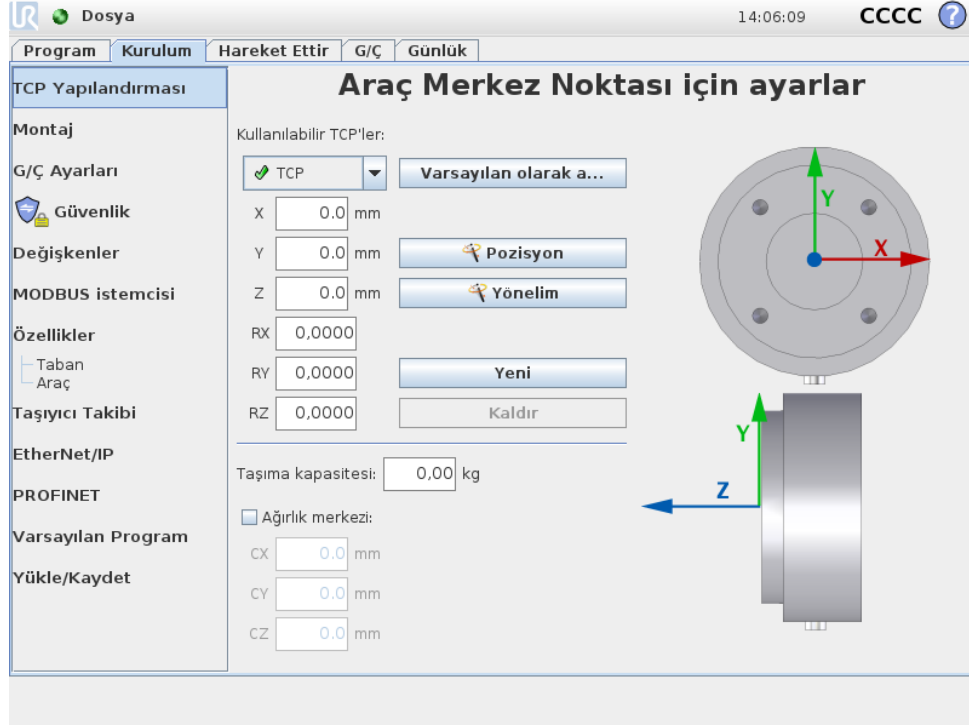 UR Dosya 14:06:09 CCCC ?
Program Kurulum Hareket Ettir G/Ç Günlük
TCP Yapılandırması
Montaj
G/Ç Ayarları
Güvenlik
Değişkenler
MODBUS istemcisi
Özellikler
Taban
Araç
Taşıyıcı Takibi
EtherNet/IP
PROFINET
Varsayılan Program
Yükle/Kaydet
Araç Merkez Noktası için ayarlar
Kullanılabilir TCP'ler:
TCP Varsayılan olarak a...
X 0.0 mm
Y 0.0 mm Pozisyon
Z 0.0 mm Yönelim
RX 0,0000
RY 0,0000 Yeni
RZ 0,0000 Kaldır
Taşıma kapasitesi: 0,00 kg
Ağırlık merkezi:
CX 0.0 mm
CY 0.0 mm
CZ 0.0 mm
Y
X
Y
Z